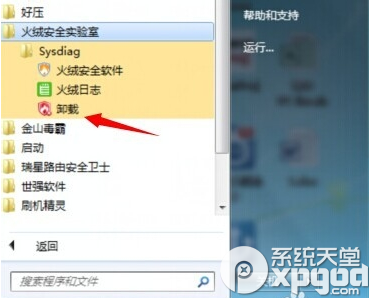 好压
火绒安全实验室
Sysdiag
火绒安全软件
火绒日志
卸载
金山毒霸
启动
瑞星路由安全卫士
世强软件
刷机精灵
返回
搜索程序和文件
帮助和支持
运行...
系统天堂
xpgod
.com